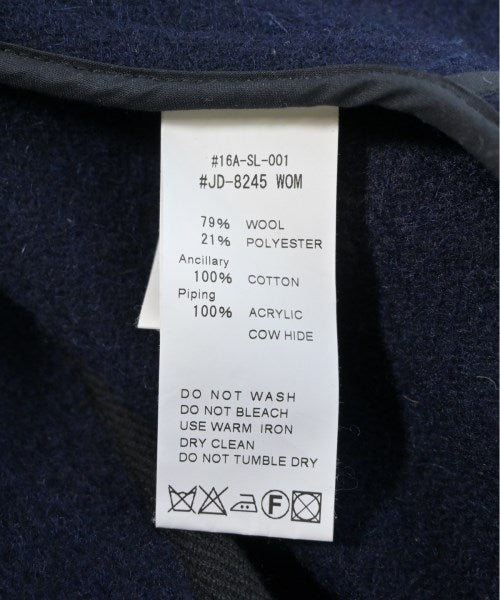 #16A-SL-001
#JD-8245 WOM
79% WOOL
21% POLYESTER
Ancillary
100% COTTON
Piping
100% ACRYLIC
COW HIDE
DO NOT WASH
DO NOT BLEACH
USE WARM IRON
DRY CLEAN
DO NOT TUMBLE DRY
F